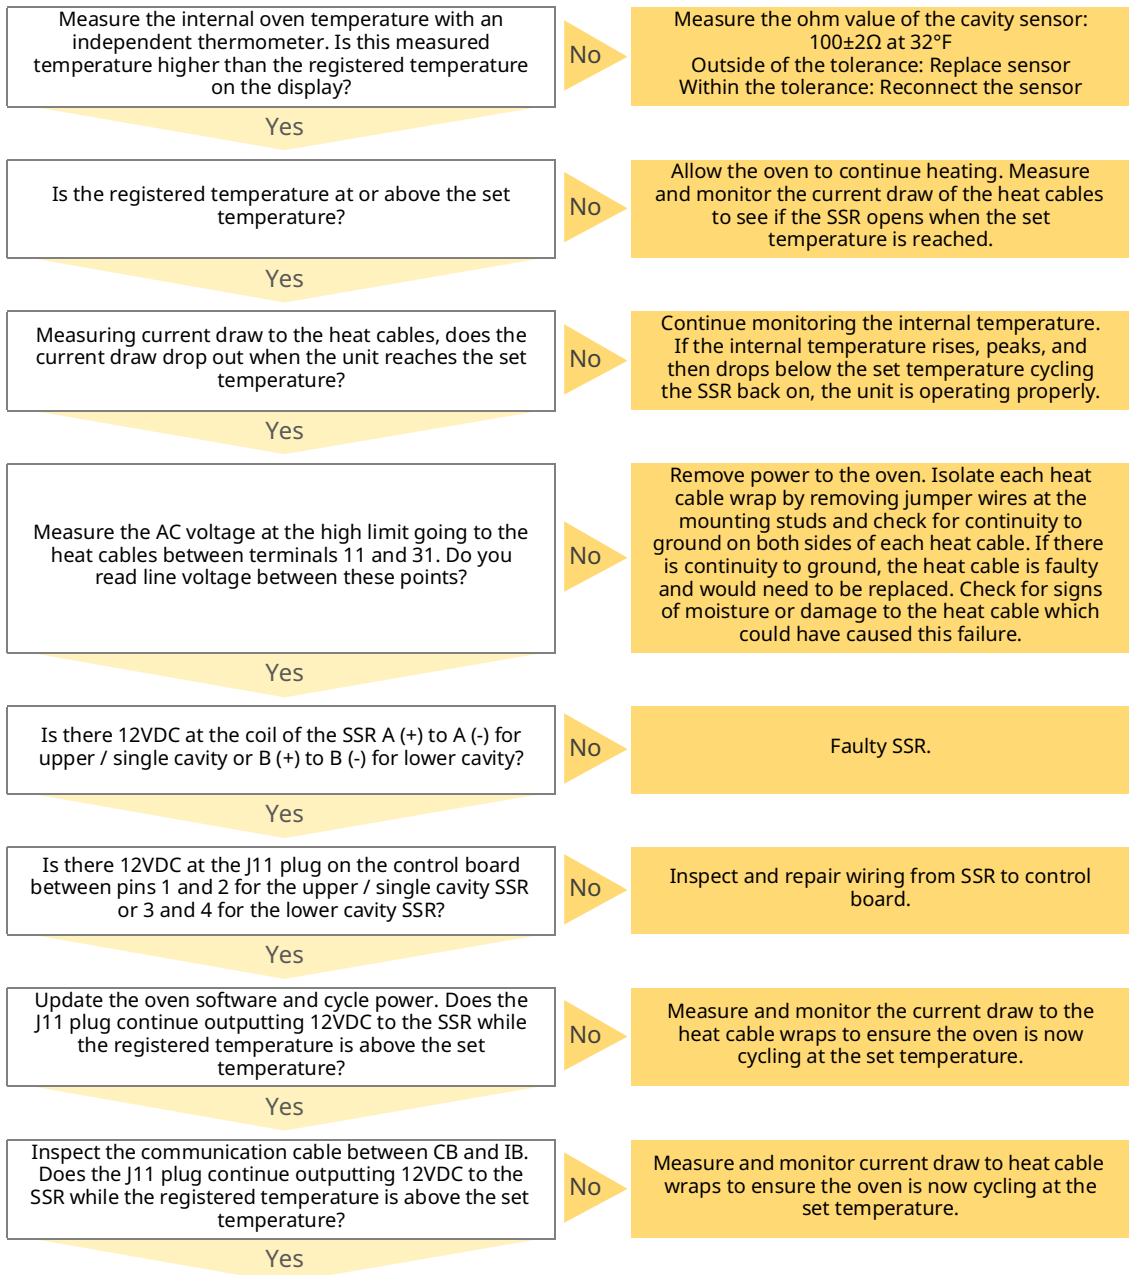 Measure the internal oven temperature with an
independent thermometer. Is this measured
temperature higher than the registered temperature
on the display?
No
Measure the ohm value of the cavity sensor:
100±2Ω at 32°F
Outside of the tolerance: Replace sensor
Within the tolerance: Reconnect the sensor
Yes
Is the registered temperature at or above the set
temperature?
No
Allow the oven to continue heating. Measure
and monitor the current draw of the heat cables
to see if the SSR opens when the set
temperature is reached.
Yes
Measuring current draw to the heat cables, does the
current draw drop out when the unit reaches the set
temperature?
No
Continue monitoring the internal temperature.
If the internal temperature rises, peaks, and
then drops below the set temperature cycling
the SSR back on, the unit is operating properly.
Yes
Measure the AC voltage at the high limit going to the
heat cables between terminals 11 and 31. Do you
read line voltage between these points?
No
Remove power to the oven. Isolate each heat
cable wrap by removing jumper wires at the
mounting studs and check for continuity to
ground on both sides of each heat cable. If there
is continuity to ground, the heat cable is faulty
and would need to be replaced. Check for signs
of moisture or damage to the heat cable which
could have caused this failure.
Yes
Is there 12VDC at the coil of the SSR A (+) to A (-) for
upper / single cavity or B (+) to B (-) for lower cavity?
No
Faulty SSR.
Yes
Is there 12VDC at the J11 plug on the control board
between pins 1 and 2 for the upper / single cavity SSR
or 3 and 4 for the lower cavity SSR?
No
Inspect and repair wiring from SSR to control
board.
Yes
Update the oven software and cycle power. Does the
J11 plug continue outputting 12VDC to the SSR while
the registered temperature is above the set
temperature?
No
Measure and monitor the current draw to the
heat cable wraps to ensure the oven is now
cycling at the set temperature.
Yes
Inspect the communication cable between CB and IB.
Does the J11 plug continue outputting 12VDC to the
SSR while the registered temperature is above the set
temperature?
No
Measure and monitor current draw to heat cable
wraps to ensure the oven is now cycling at the
set temperature.
Yes